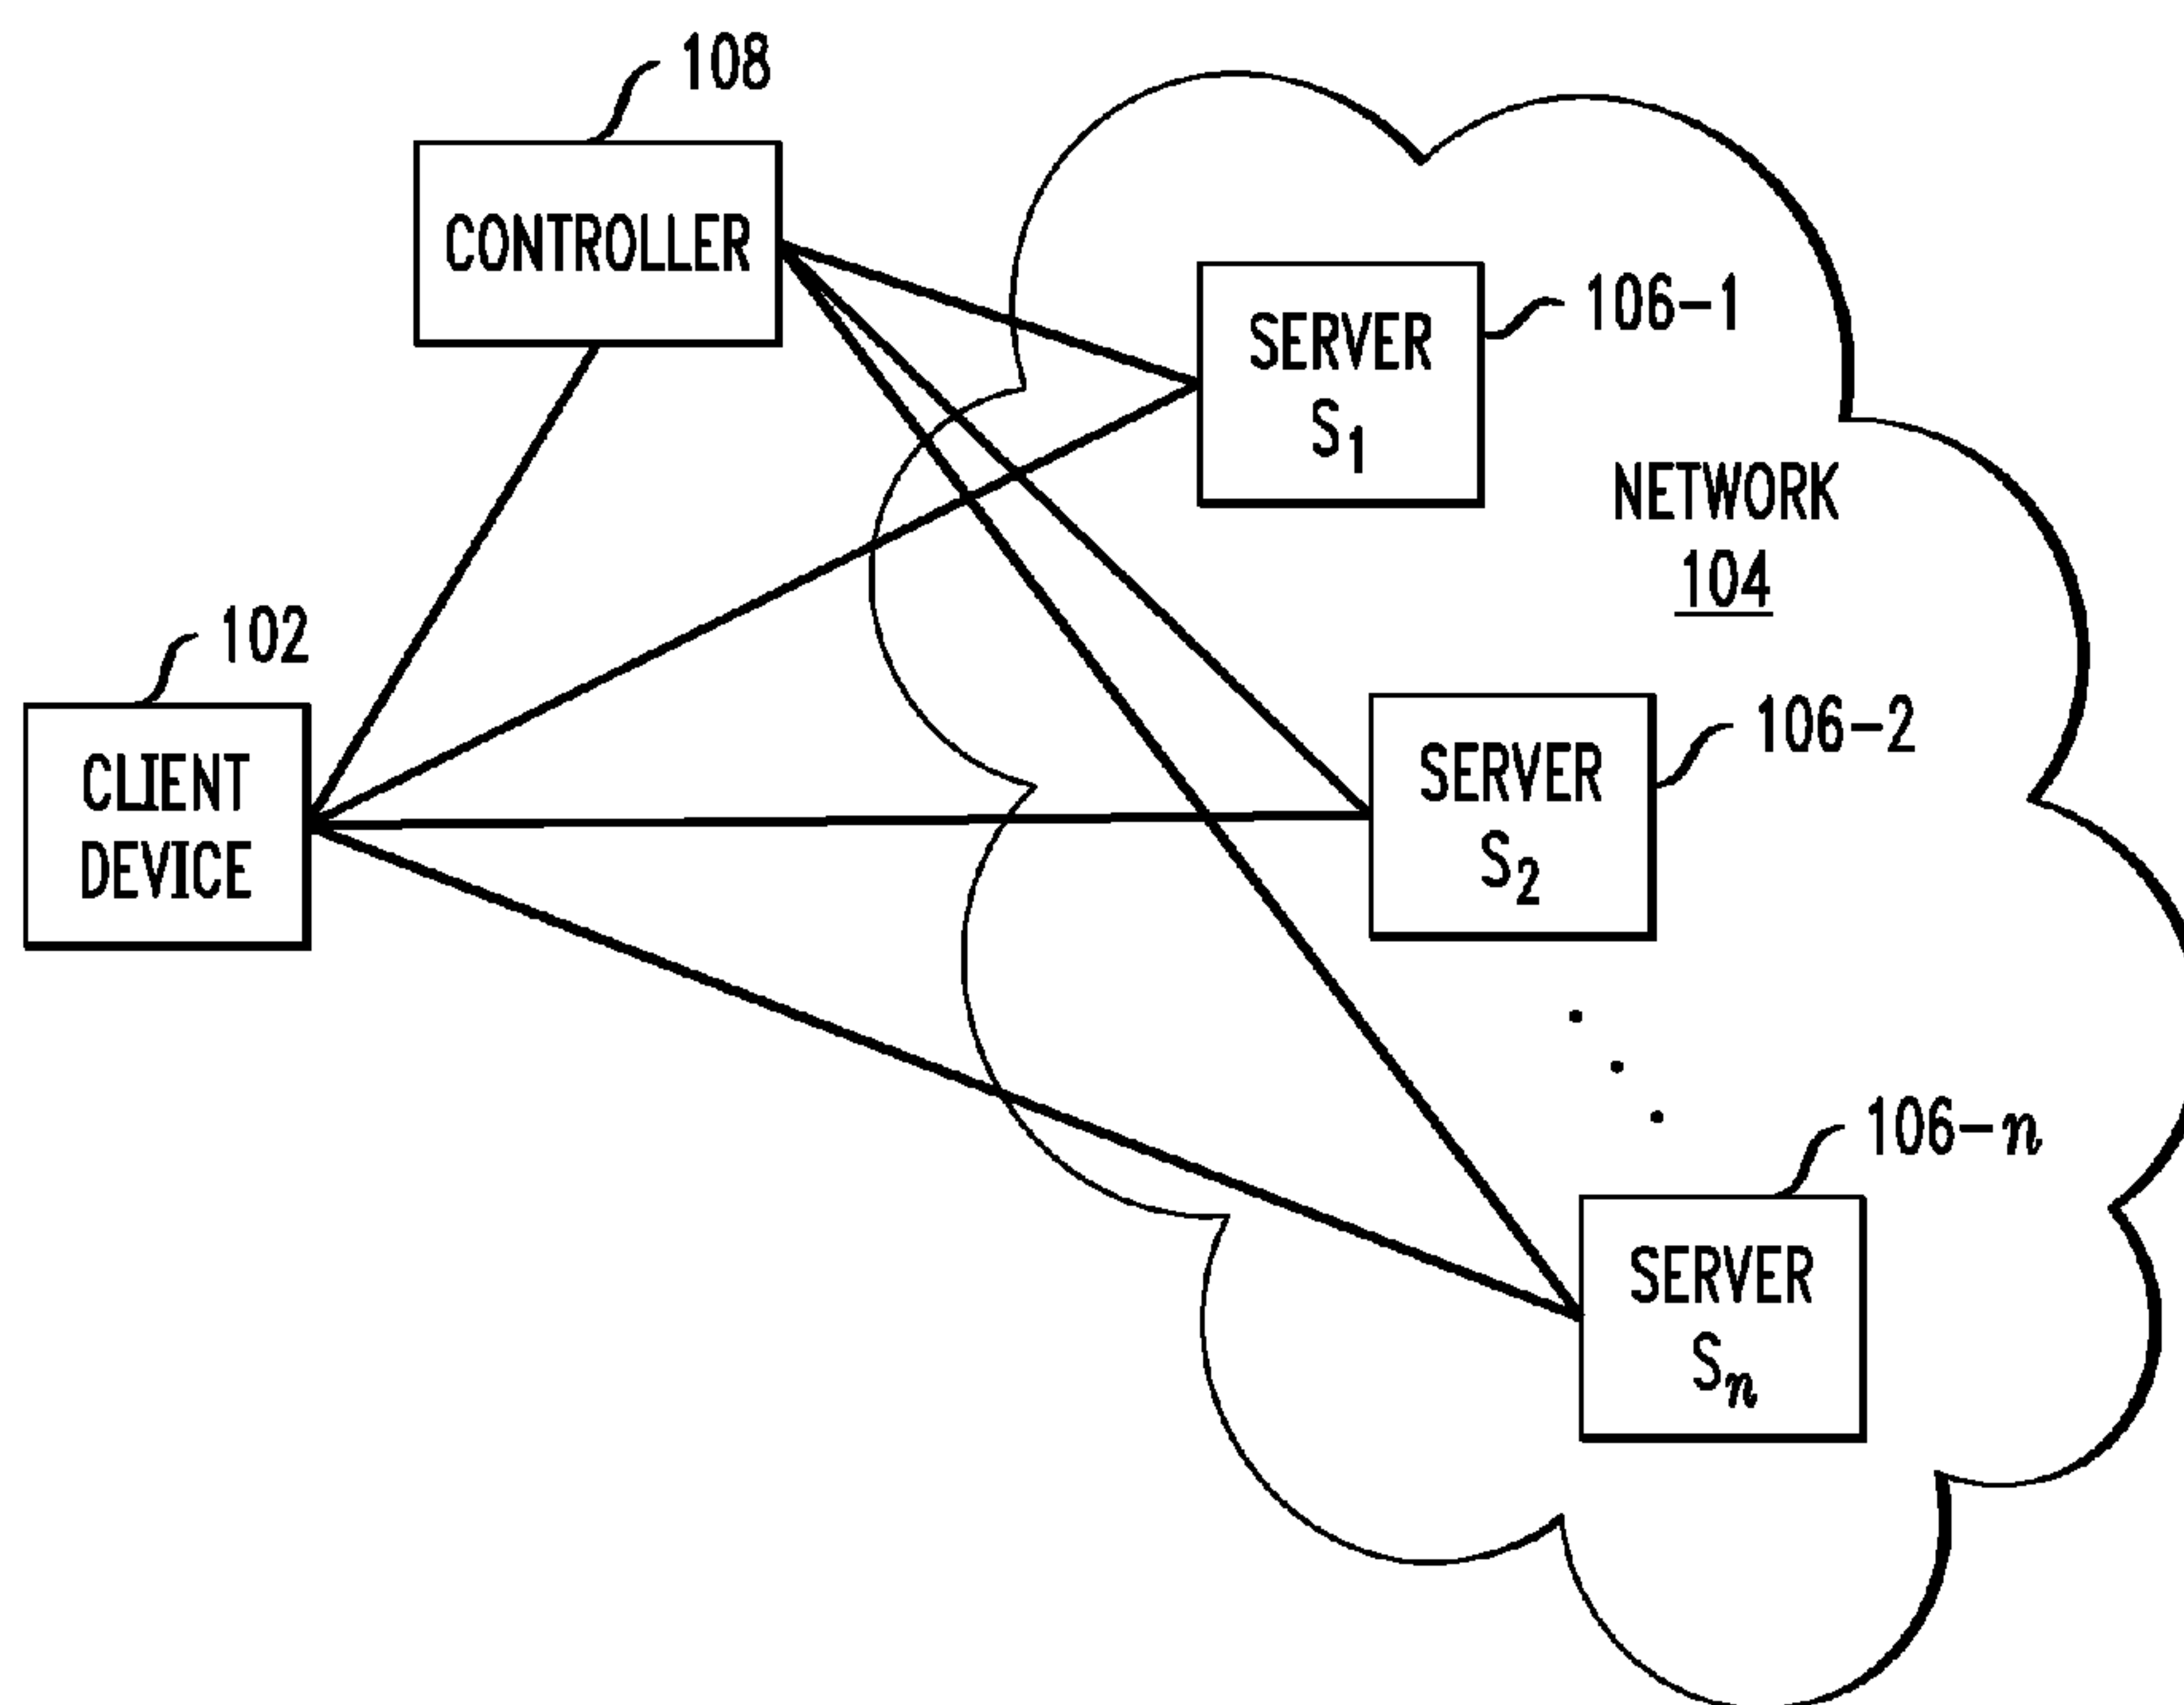 108
CONTROLLER
106-1
SERVER
S₁
NETWORK
104
102
CLIENT
DEVICE
106-2
SERVER
S₂
106-n
SERVER
Sₙ